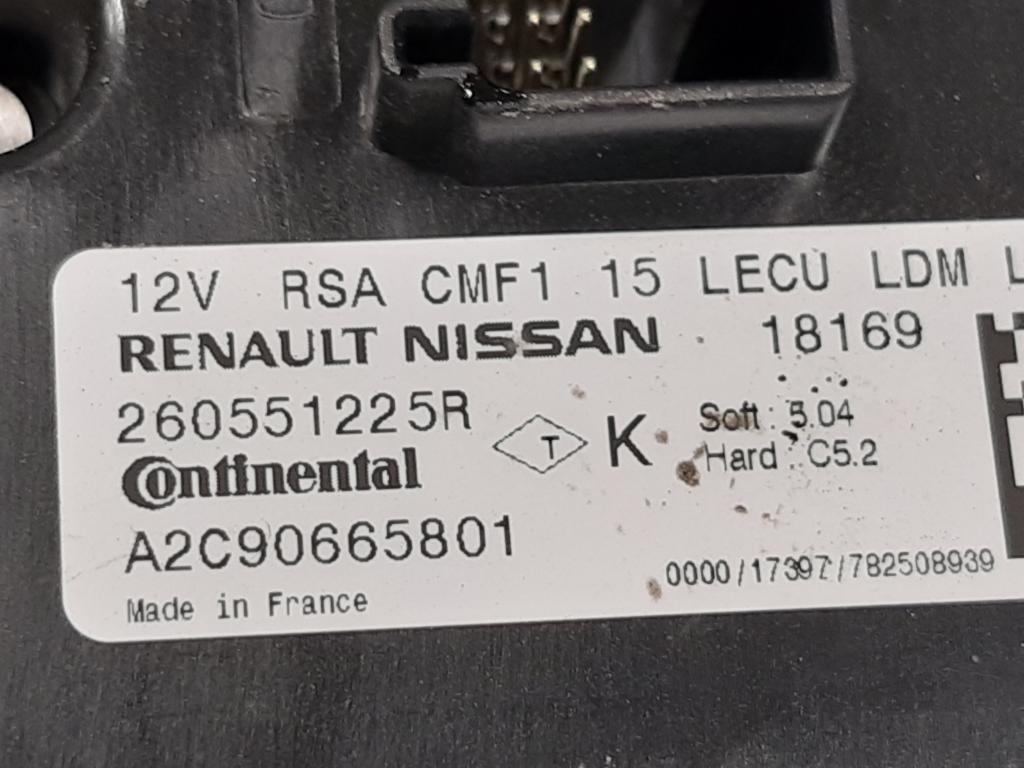 12V RSA CMF1 15 LECU LDM L
RENAULT NISSAN 18169
260551225R
T K
Soft : 5.04
Hard : C5.2
Continental
A2C90665801
0000/17397/782508939
Made in France